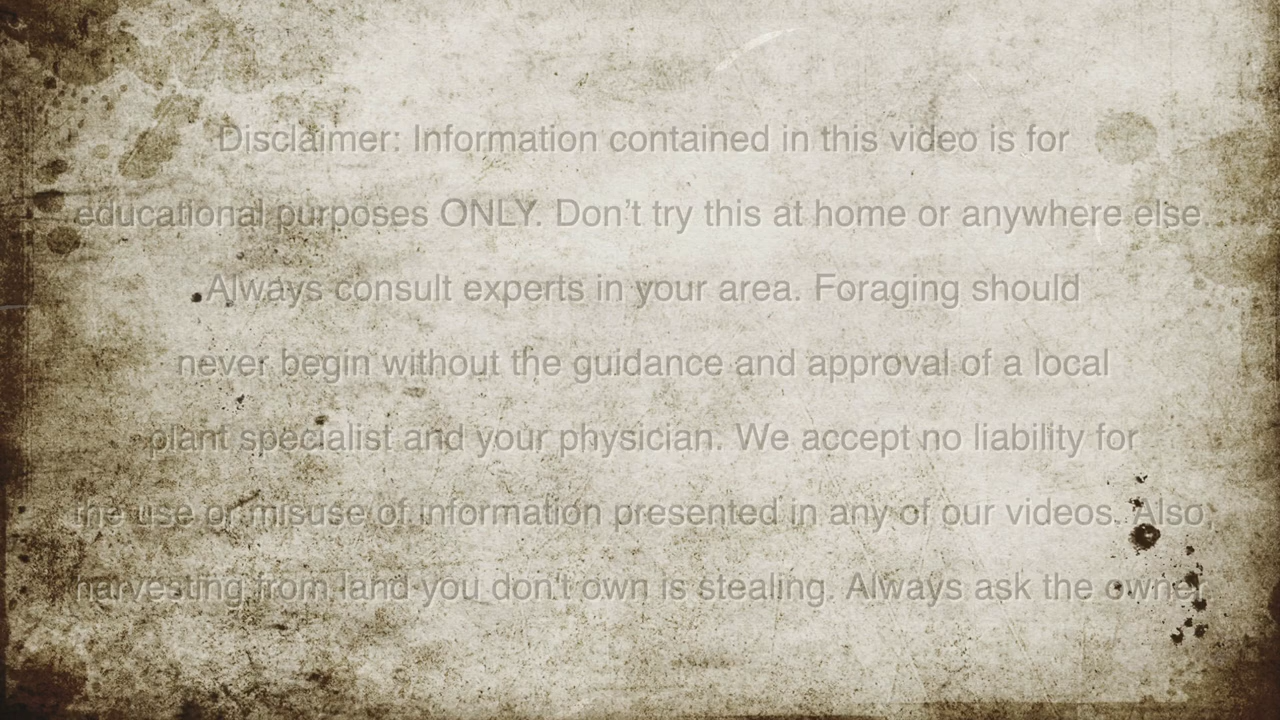 Disclaimer: Information contained in this video is for
educational purposes ONLY. Don’t try this at home or anywhere else.
Always consult experts in your area. Foraging should
never begin without the guidance and approval of a local
plant specialist and your physician. We accept no liability for
the use or misuse of information presented in any of our videos. Also,
harvesting from land you don't own is stealing. Always ask the owner